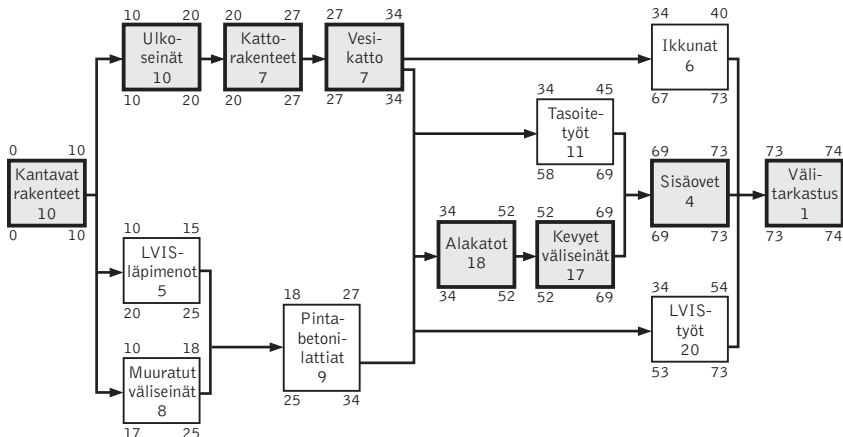 10 20
Ulko-
seinät
10
10 20
20 27
Katto-
rakenteet
7
20 27
27 34
Vesi-
katto
7
27 34
34 40
Ikkunat
6
67 73
34 45
Tasoite-
työt
11
58 69
0 10
Kantavat
rakenteet
10
0 10
69 73
Sisäovet
4
69 73
73 74
Väli-
tarkastus
1
73 74
10 15
LVIS-
läpimenot
5
20 25
34 52
Alakatot
18
34 52
52 69
Kevyet
väliseinät
17
52 69
18 27
Pinta-
betoni-
lattiat
9
25 34
34 54
LVIS-
työt
20
53 73
10 18
Muuratut
väliseinät
8
17 25